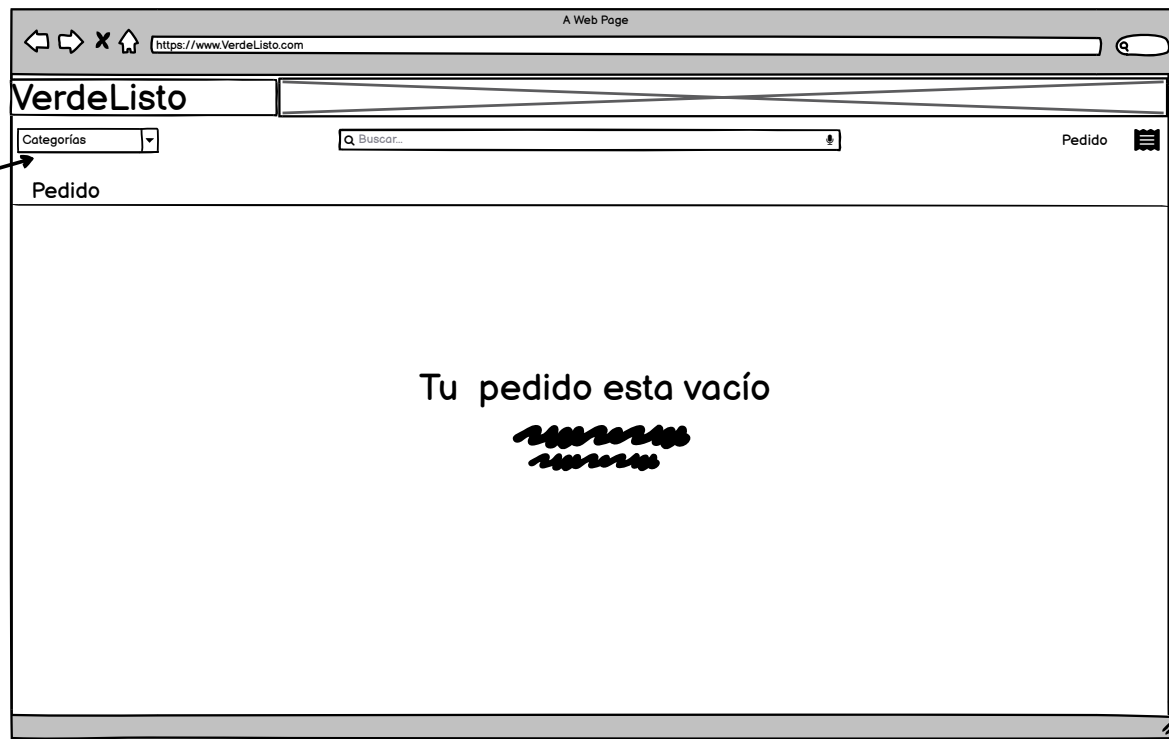 A Web Page
https://www.VerdeListo.com
VerdeListo
Categorías
Buscar...
Pedido
Pedido
Tu pedido esta vacío